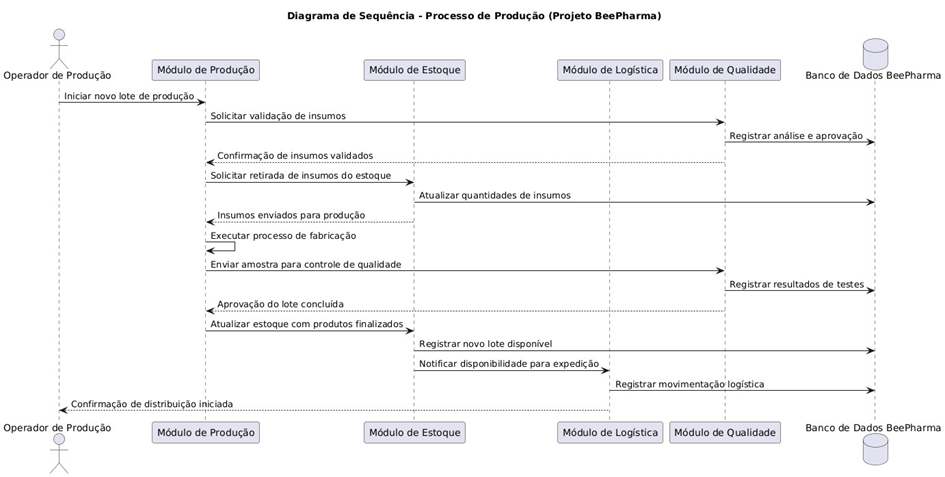 Diagrama de Sequência - Processo de Produção (Projeto BeePharma)
Operador de Produção
Módulo de Produção
Módulo de Estoque
Módulo de Logística
Módulo de Qualidade
Banco de Dados BeePharma
Iniciar novo lote de produção
Solicitar validação de insumos
Registrar análise e aprovação
Confirmação de insumos validados
Solicitar retirada de insumos do estoque
Atualizar quantidades de insumos
Insumos enviados para produção
Executar processo de fabricação
Enviar amostra para controle de qualidade
Registrar resultados de testes
Aprovação do lote concluída
Atualizar estoque com produtos finalizados
Registrar novo lote disponível
Notificar disponibilidade para expedição
Registrar movimentação logística
Confirmação de distribuição iniciada
Operador de Produção
Módulo de Produção
Módulo de Estoque
Módulo de Logística
Módulo de Qualidade
Banco de Dados BeePharma